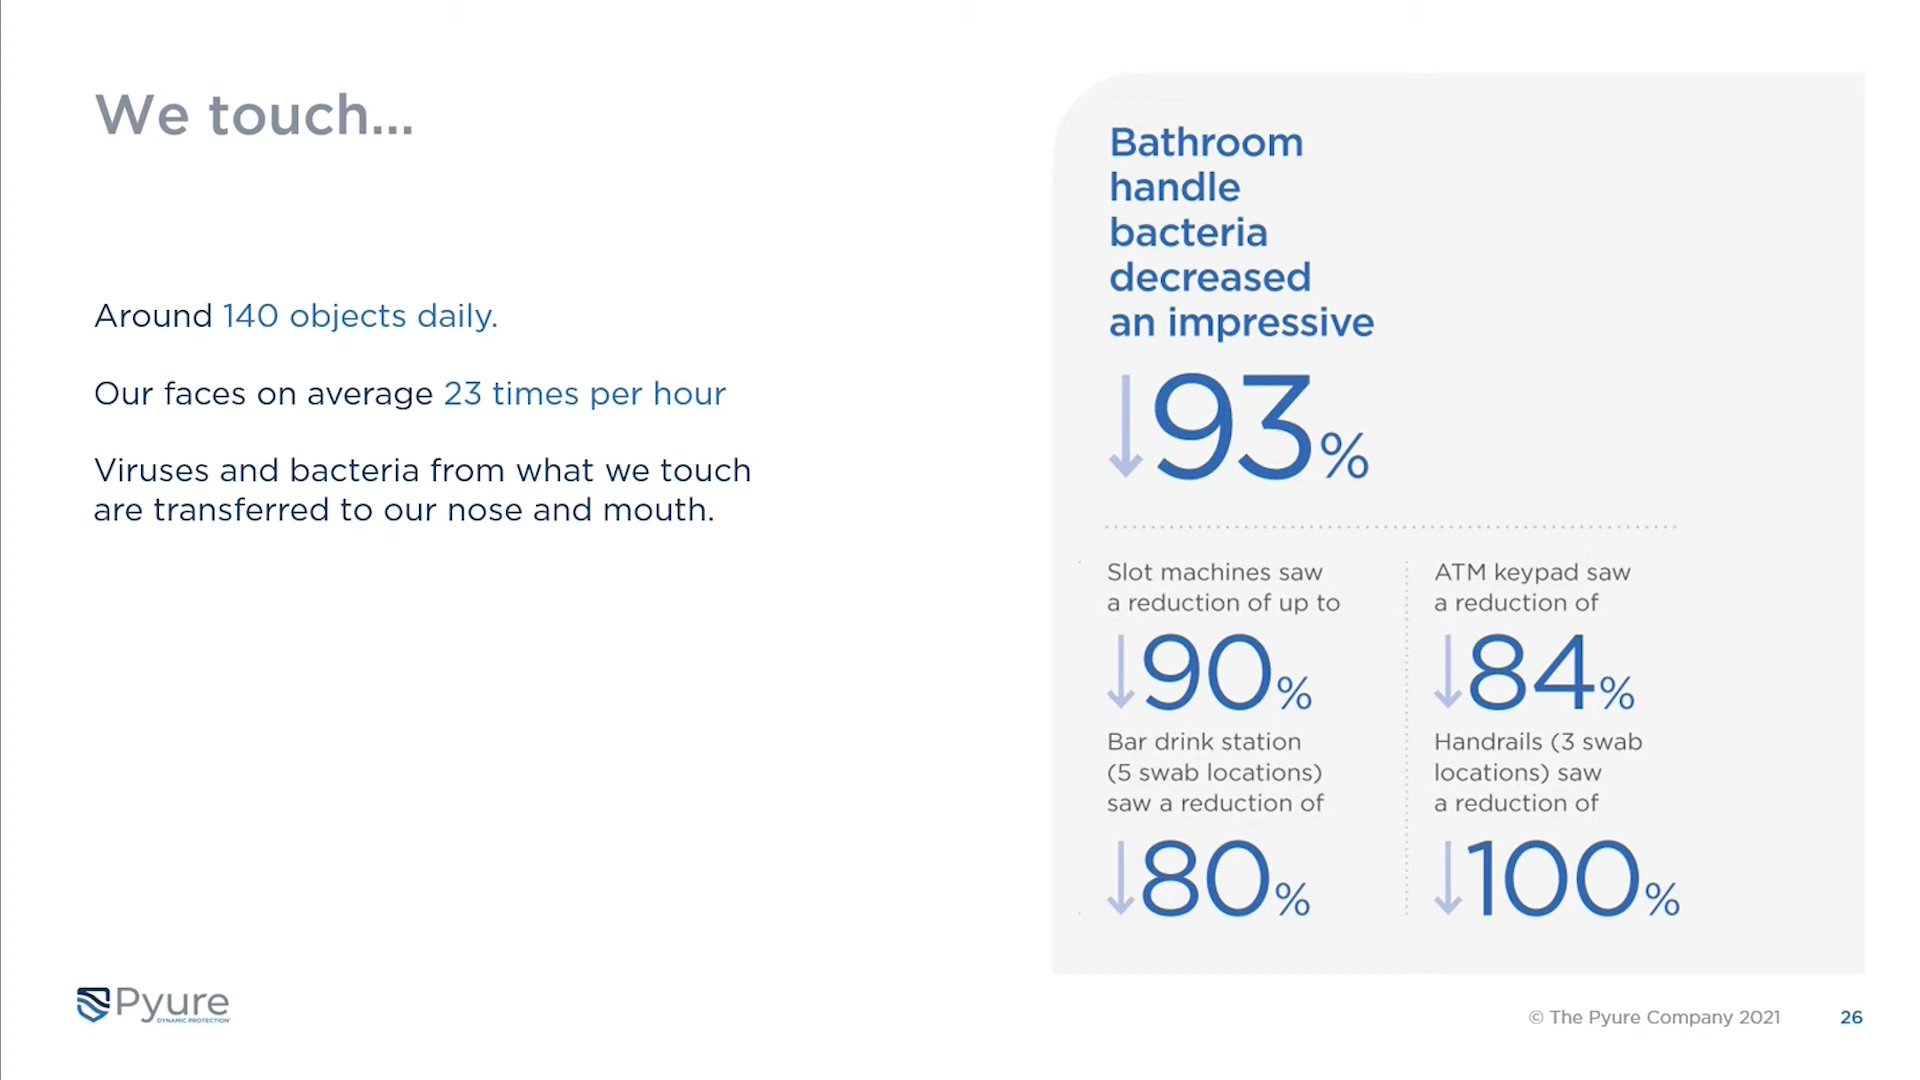 We touch...
Around 140 objects daily.
Our faces on average 23 times per hour
Viruses and bacteria from what we touch
are transferred to our nose and mouth.
Bathroom
handle
bacteria
decreased
an impressive
↓93%
Slot machines saw
a reduction of up to
↓90%
ATM keypad saw
a reduction of
↓84%
Bar drink station
(5 swab locations)
saw a reduction of
↓80%
Handrails (3 swab
locations) saw
a reduction of
↓100%
Pyure
DYNAMIC PROTECTION
© The Pyure Company 2021
26